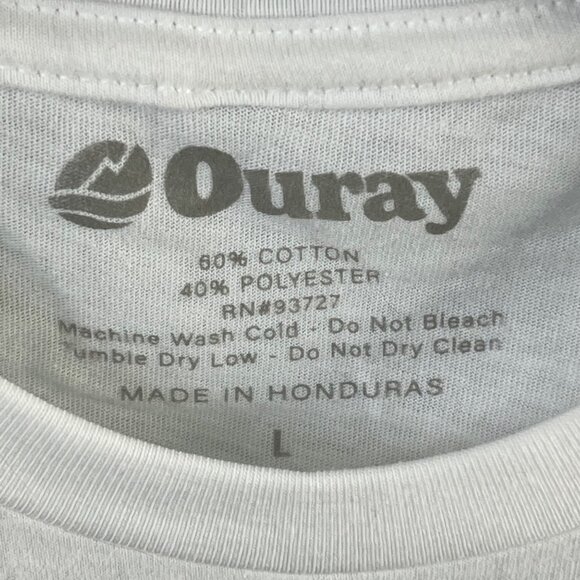 Ouray
60% COTTON
40% POLYESTER
RN#93727
Machine Wash Cold - Do Not Bleach
Tumble Dry Low - Do Not Dry Clean
MADE IN HONDURAS
L